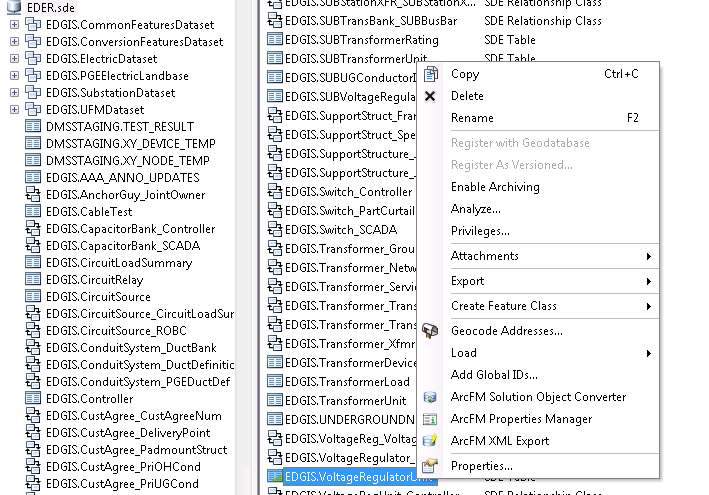 EDER.sde
EDGIS.CommonFeaturesDataset
EDGIS.ConversionFeaturesDataset
EDGIS.ElectricDataset
EDGIS.PGEElectricLandbase
EDGIS.SubstationDataset
EDGIS.UFMDataset
DMSSTAGING.TEST_RESULT
DMSSTAGING.XY_DEVICE_TEMP
DMSSTAGING.XY_NODE_TEMP
EDGIS.AAA_ANNO_UPDATES
EDGIS.AnchorGuy_JointOwner
EDGIS.CableTest
EDGIS.CapacitorBank_Controller
EDGIS.CapacitorBank_SCADA
EDGIS.CircuitLoadSummary
EDGIS.CircuitRelay
EDGIS.CircuitSource
EDGIS.CircuitSource_CircuitLoadSur
EDGIS.CircuitSource_ROBC
EDGIS.ConduitSystem_DuctBank
EDGIS.ConduitSystem_DuctDefinitio
EDGIS.ConduitSystem_PGEDuctDef
EDGIS.Controller
EDGIS.CustAgree_CustAgreeNum
EDGIS.CustAgree_DeliveryPoint
EDGIS.CustAgree_PadmountStruct
EDGIS.CustAgree_PriOHCond
EDGIS.CustAgree_PriUGCond
EDGIS.SUBStationXFR_SUBStationX... SDE Relationship Class
EDGIS.SUBTransBank_SUBBusBar SDE Relationship Class
EDGIS.SUBTransformerRating SDE Table
EDGIS.SUBTransformerUnit SDE Table
EDGIS.SUBUGConductorI
EDGIS.SUBVoltageRegula
EDGIS.SupportStruct_Fran
EDGIS.SupportStruct_Spe
EDGIS.SupportStructure_
EDGIS.SupportStructure_
EDGIS.Switch_Controller
EDGIS.Switch_PartCurtail
EDGIS.Switch_SCADA
EDGIS.Transformer_Grou
EDGIS.Transformer_Netw
EDGIS.Transformer_Servi
EDGIS.Transformer_Trans
EDGIS.Transformer_Trans
EDGIS.Transformer_Xfmr
EDGIS.TransformerDevice
EDGIS.TransformerLoad
EDGIS.TransformerUnit
EDGIS.UNDERGROUNDN
EDGIS.VoltageReg_Voltag
EDGIS.VoltageRegulator_
EDGIS.VoltageRegulatorUnit SDE Table
EDGIS.VoltageRegUnit_Controller SDE Relationship Class
Copy Ctrl+C
Delete
Rename F2
Register with Geodatabase
Register As Versioned...
Enable Archiving
Analyze...
Privileges...
Attachments
Export
Create Feature Class
Geocode Addresses...
Load
Add Global IDs...
ArcFM Solution Object Converter
ArcFM Properties Manager
ArcFM XML Export
Properties...